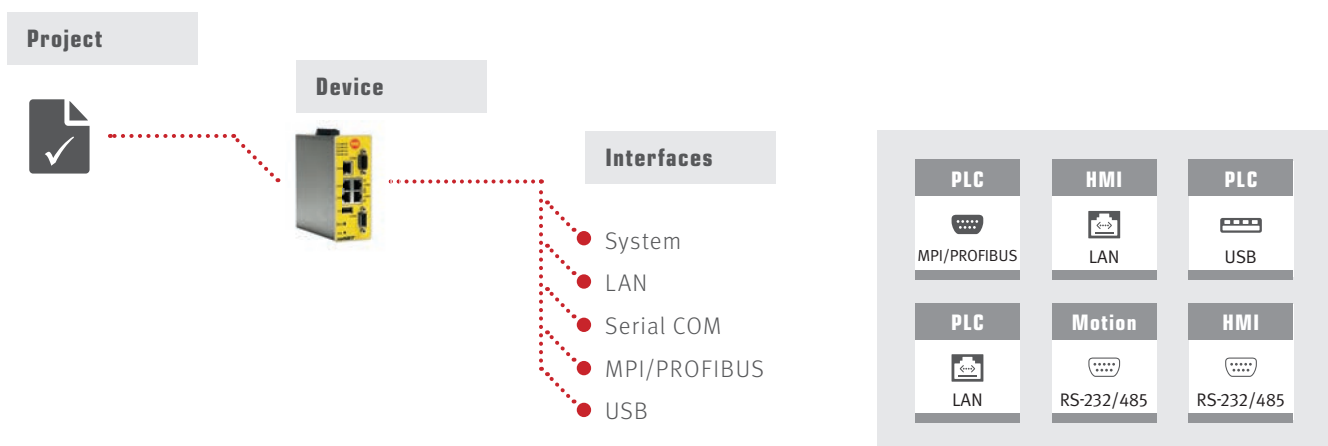 Project
Device
Interfaces
System
LAN
Serial COM
MPI/PROFIBUS
USB
PLC
HMI
PLC
MPI/PROFIBUS
LAN
USB
PLC
Motion
HMI
LAN
RS-232/485
RS-232/485